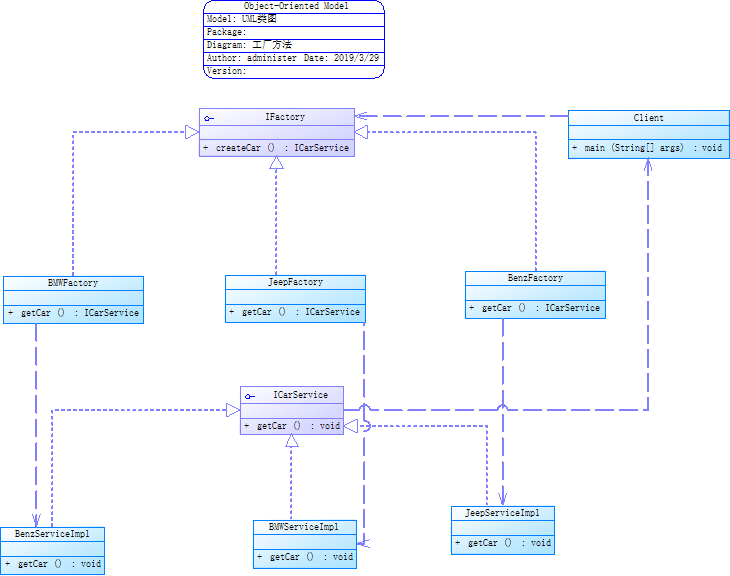 Object-Oriented Model
Model: UML类图
Package:
Diagram: 工厂方法
Author: administer Date: 2019/3/29
Version:
IFactory
+ createCar () : ICarService
Client
+ main (String[] args) : void
BMWFactory
+ getCar () : ICarService
JeepFactory
+ getCar () : ICarService
BenzFactory
+ getCar () : ICarService
ICarService
+ getCar () : void
BenzServiceImpl
+ getCar () : void
BMWServiceImpl
+ getCar () : void
JeepServiceImpl
+ getCar () : void